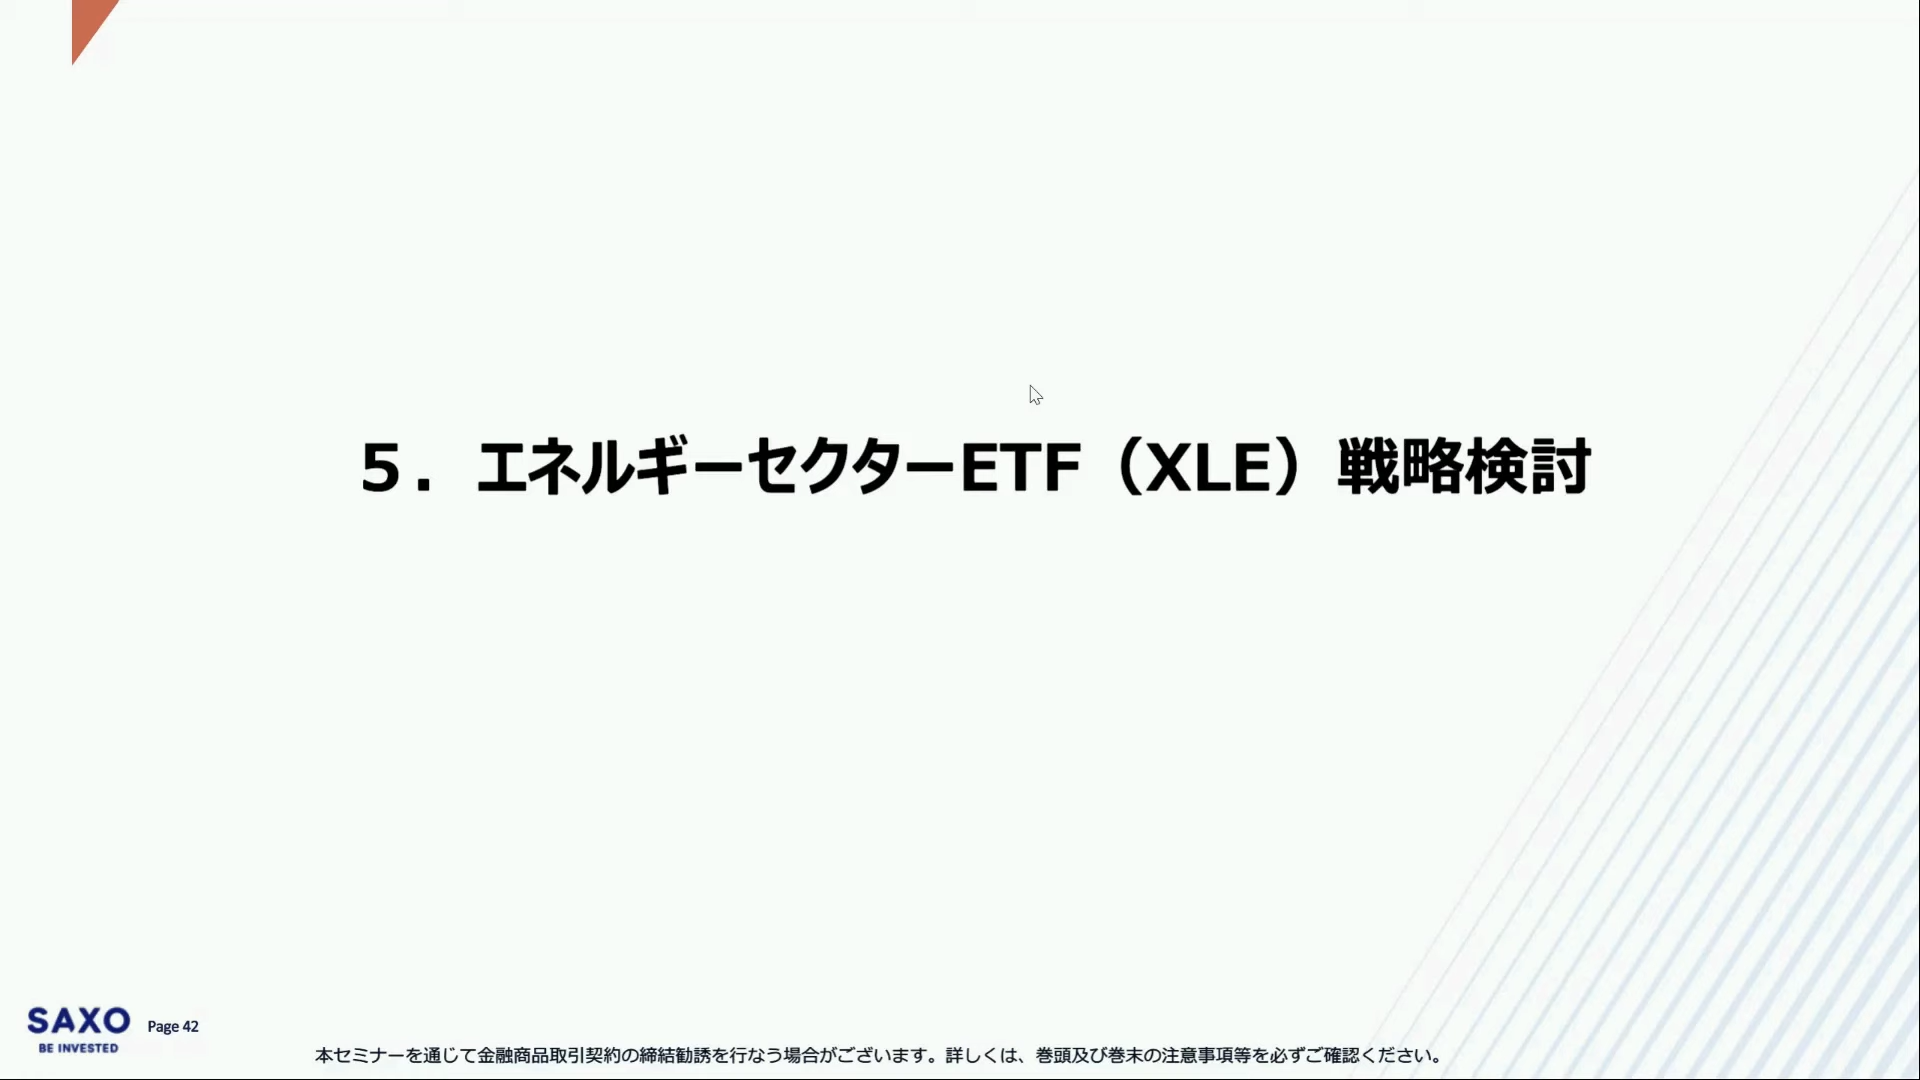 5．エネルギーセクターETF（XLE）戦略検討
SAXO
BE INVESTED
Page 42
本セミナーを通じて金融商品取引契約の締結勧誘を行なう場合がございます。詳しくは、巻頭及び巻末の注意事項等を必ずご確認ください。